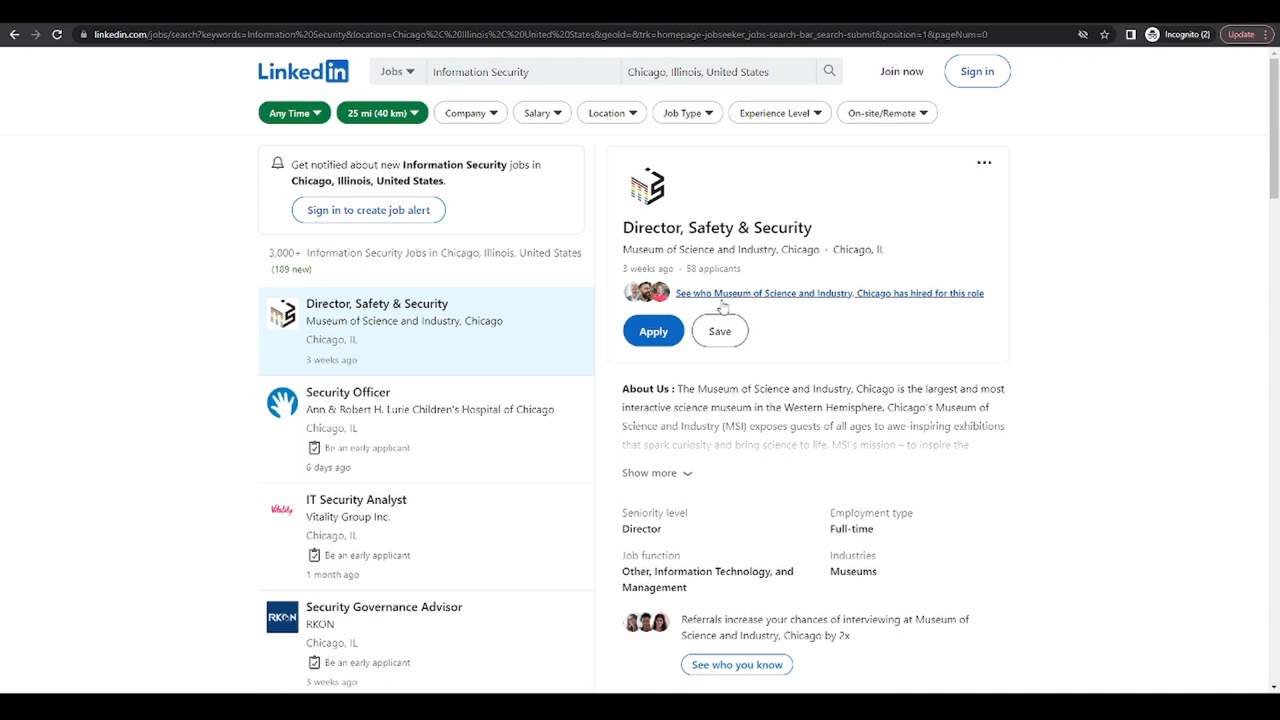 linkedin.com/jobs/search?keywords=Information%20Security&location=Chicago%2C%20Illinois%2C%20United%20States&geoId=&trk=homepage-jobseeker_jobs-search-bar_search-submit&position=1&pageNum=0
Incognito (2)
Update
Linked in
Jobs
Information Security
Chicago, Illinois, United States
Join now
Sign in
Any Time
25 mi (40 km)
Company
Salary
Location
Job Type
Experience Level
On-site/Remote
Get notified about new Information Security jobs in
Chicago, Illinois, United States.
Sign in to create job alert
3,000+ Information Security Jobs in Chicago, Illinois, United States
(189 new)
Director, Safety & Security
Museum of Science and Industry, Chicago
Chicago, IL
3 weeks ago
Security Officer
Ann & Robert H. Lurie Children's Hospital of Chicago
Chicago, IL
Be an early applicant
6 days ago
Vitality
IT Security Analyst
Vitality Group Inc.
Chicago, IL
Be an early applicant
1 month ago
RKON
Security Governance Advisor
RKON
Chicago, IL
Be an early applicant
3 weeks ago
Director, Safety & Security
Museum of Science and Industry, Chicago · Chicago, IL
3 weeks ago · 58 applicants
See who Museum of Science and Industry, Chicago has hired for this role
Apply
Save
About Us : The Museum of Science and Industry, Chicago is the largest and most
interactive science museum in the Western Hemisphere. Chicago's Museum of
Science and Industry (MSI) exposes guests of all ages to awe-inspiring exhibitions
that spark curiosity and bring science to life. MSI's mission – to inspire the
Show more
Seniority level
Director
Employment type
Full-time
Job function
Other, Information Technology, and
Management
Industries
Museums
Referrals increase your chances of interviewing at Museum of
Science and Industry, Chicago by 2x
See who you know